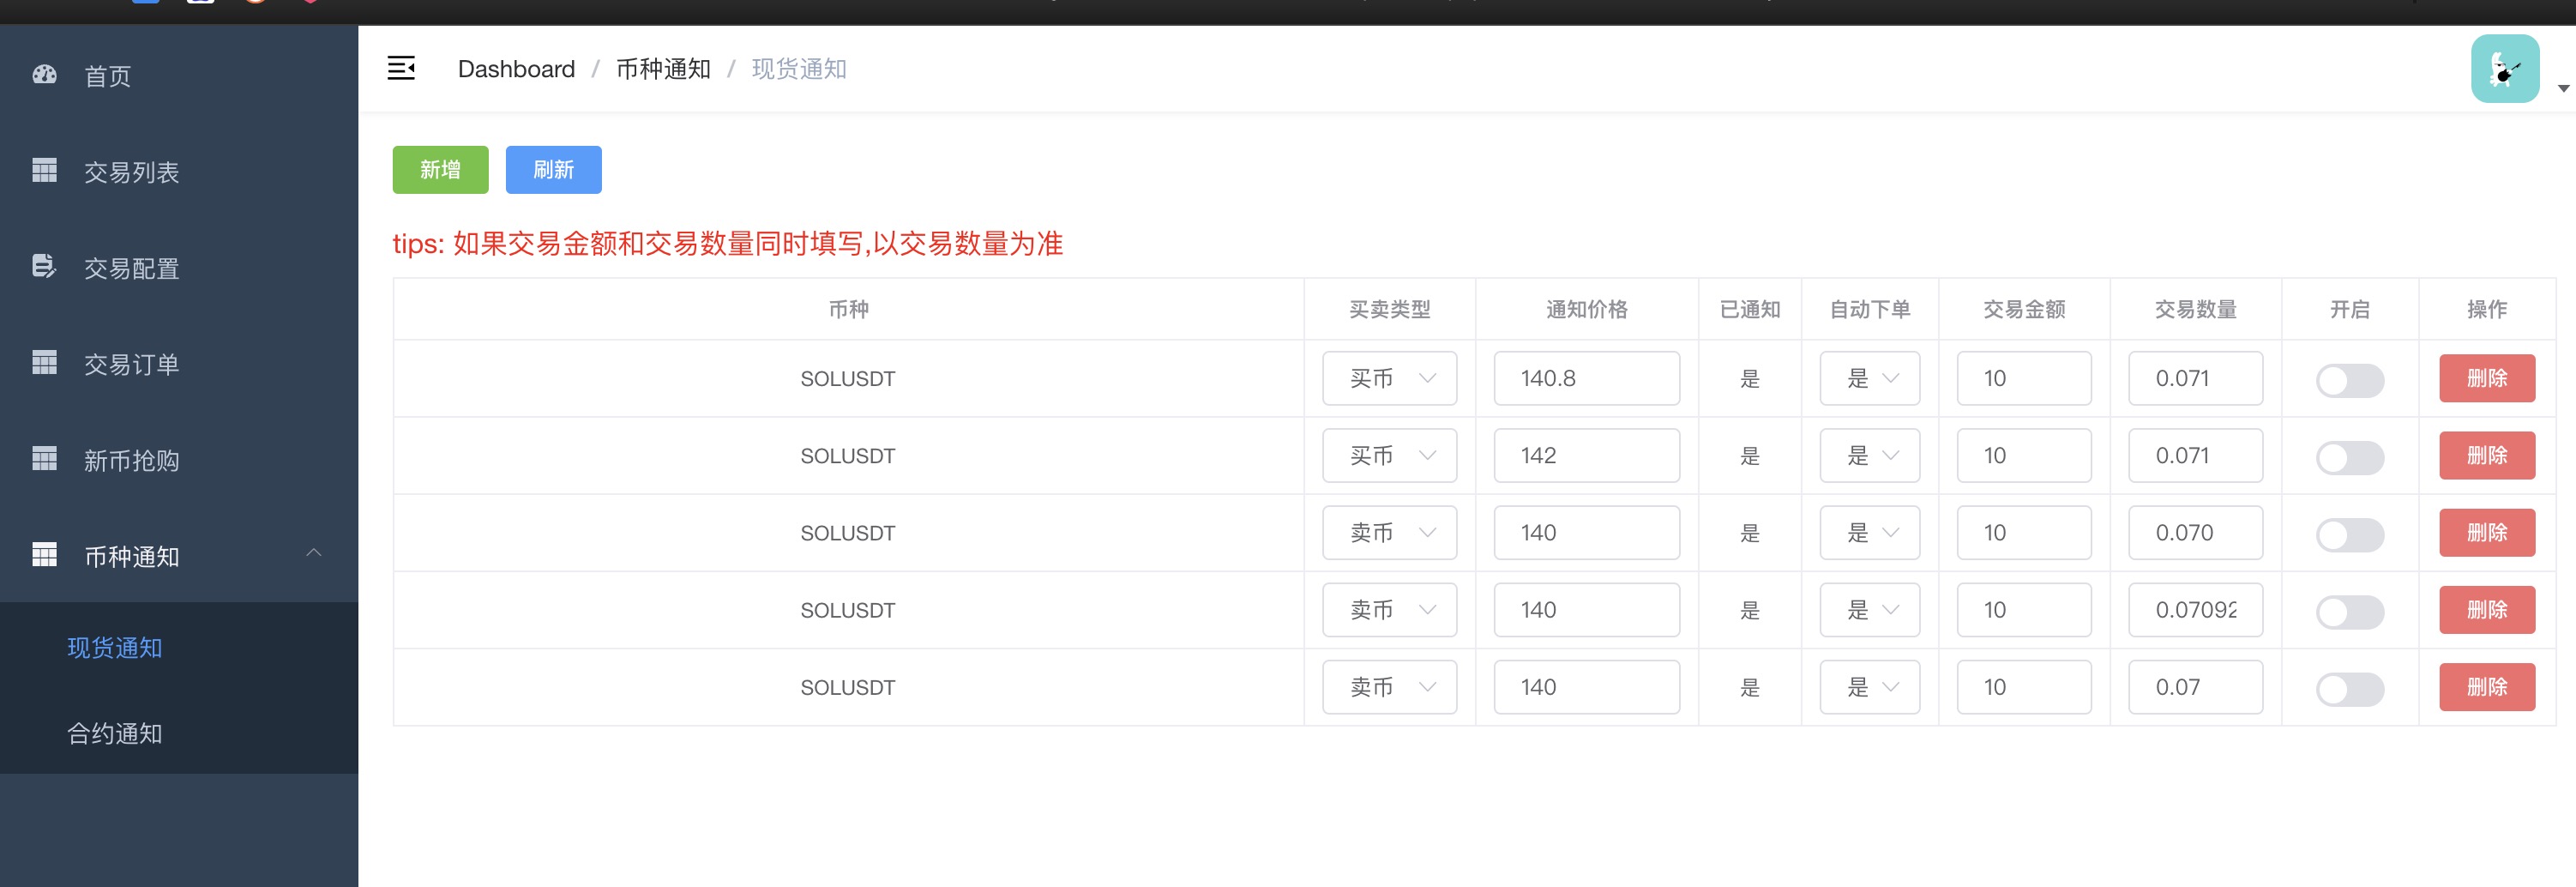 首页
交易列表
交易配置
交易订单
新币抢购
币种通知
现货通知
合约通知
Dashboard / 币种通知 / 现货通知
新增 刷新
tips: 如果交易金额和交易数量同时填写,以交易数量为准
币种 买卖类型 通知价格 已通知 自动下单 交易金额 交易数量 开启 操作
SOLUSDT 买币 140.8 是 是 10 0.071 删除
SOLUSDT 买币 142 是 是 10 0.071 删除
SOLUSDT 卖币 140 是 是 10 0.070 删除
SOLUSDT 卖币 140 是 是 10 0.07092 删除
SOLUSDT 卖币 140 是 是 10 0.07 删除